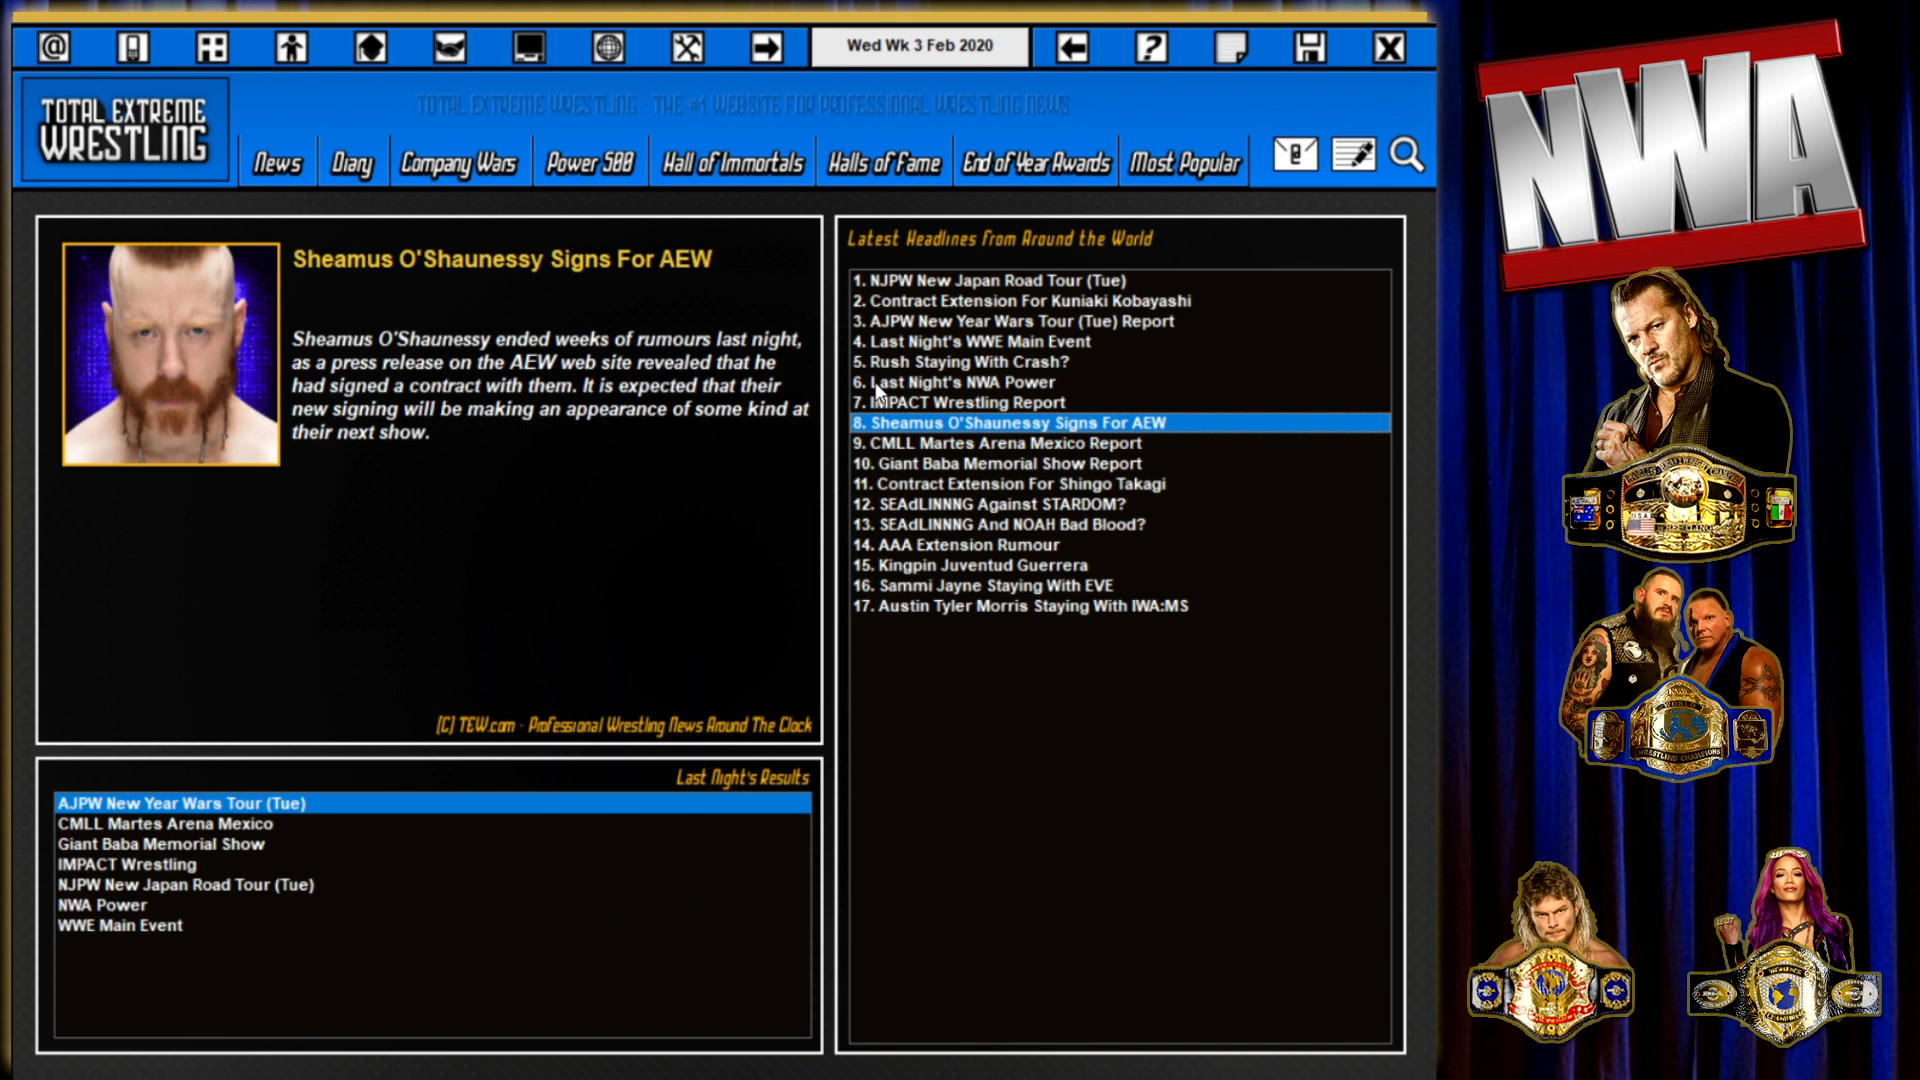 Wed Wk 3 Feb 2020
TOTAL EXTREME WRESTLING
TOTAL EXTREME WRESTLING - THE #1 WEBSITE FOR PROFESSIONAL WRESTLING NEWS
News
Diary
Company Wars
Power 500
Hall of Immortals
Halls of Fame
End of Year Awards
Most Popular
Sheamus O'Shaunessy Signs For AEW
Sheamus O'Shaunessy ended weeks of rumours last night,
as a press release on the AEW web site revealed that he
had signed a contract with them. It is expected that their
new signing will be making an appearance of some kind at
their next show.
(C) TEW.com - Professional Wrestling News Around The Clock
Last Night's Results
AJPW New Year Wars Tour (Tue)
CMLL Martes Arena Mexico
Giant Baba Memorial Show
IMPACT Wrestling
NJPW New Japan Road Tour (Tue)
NWA Power
WWE Main Event
Latest Headlines From Around the World
1. NJPW New Japan Road Tour (Tue)
2. Contract Extension For Kuniaki Kobayashi
3. AJPW New Year Wars Tour (Tue) Report
4. Last Night's WWE Main Event
5. Rush Staying With Crash?
6. Last Night's NWA Power
7. IMPACT Wrestling Report
8. Sheamus O'Shaunessy Signs For AEW
9. CMLL Martes Arena Mexico Report
10. Giant Baba Memorial Show Report
11. Contract Extension For Shingo Takagi
12. SEAdLINNNG Against STARDOM?
13. SEAdLINNNG And NOAH Bad Blood?
14. AAA Extension Rumour
15. Kingpin Juventud Guerrera
16. Sammi Jayne Staying With EVE
17. Austin Tyler Morris Staying With IWA:MS
NWA